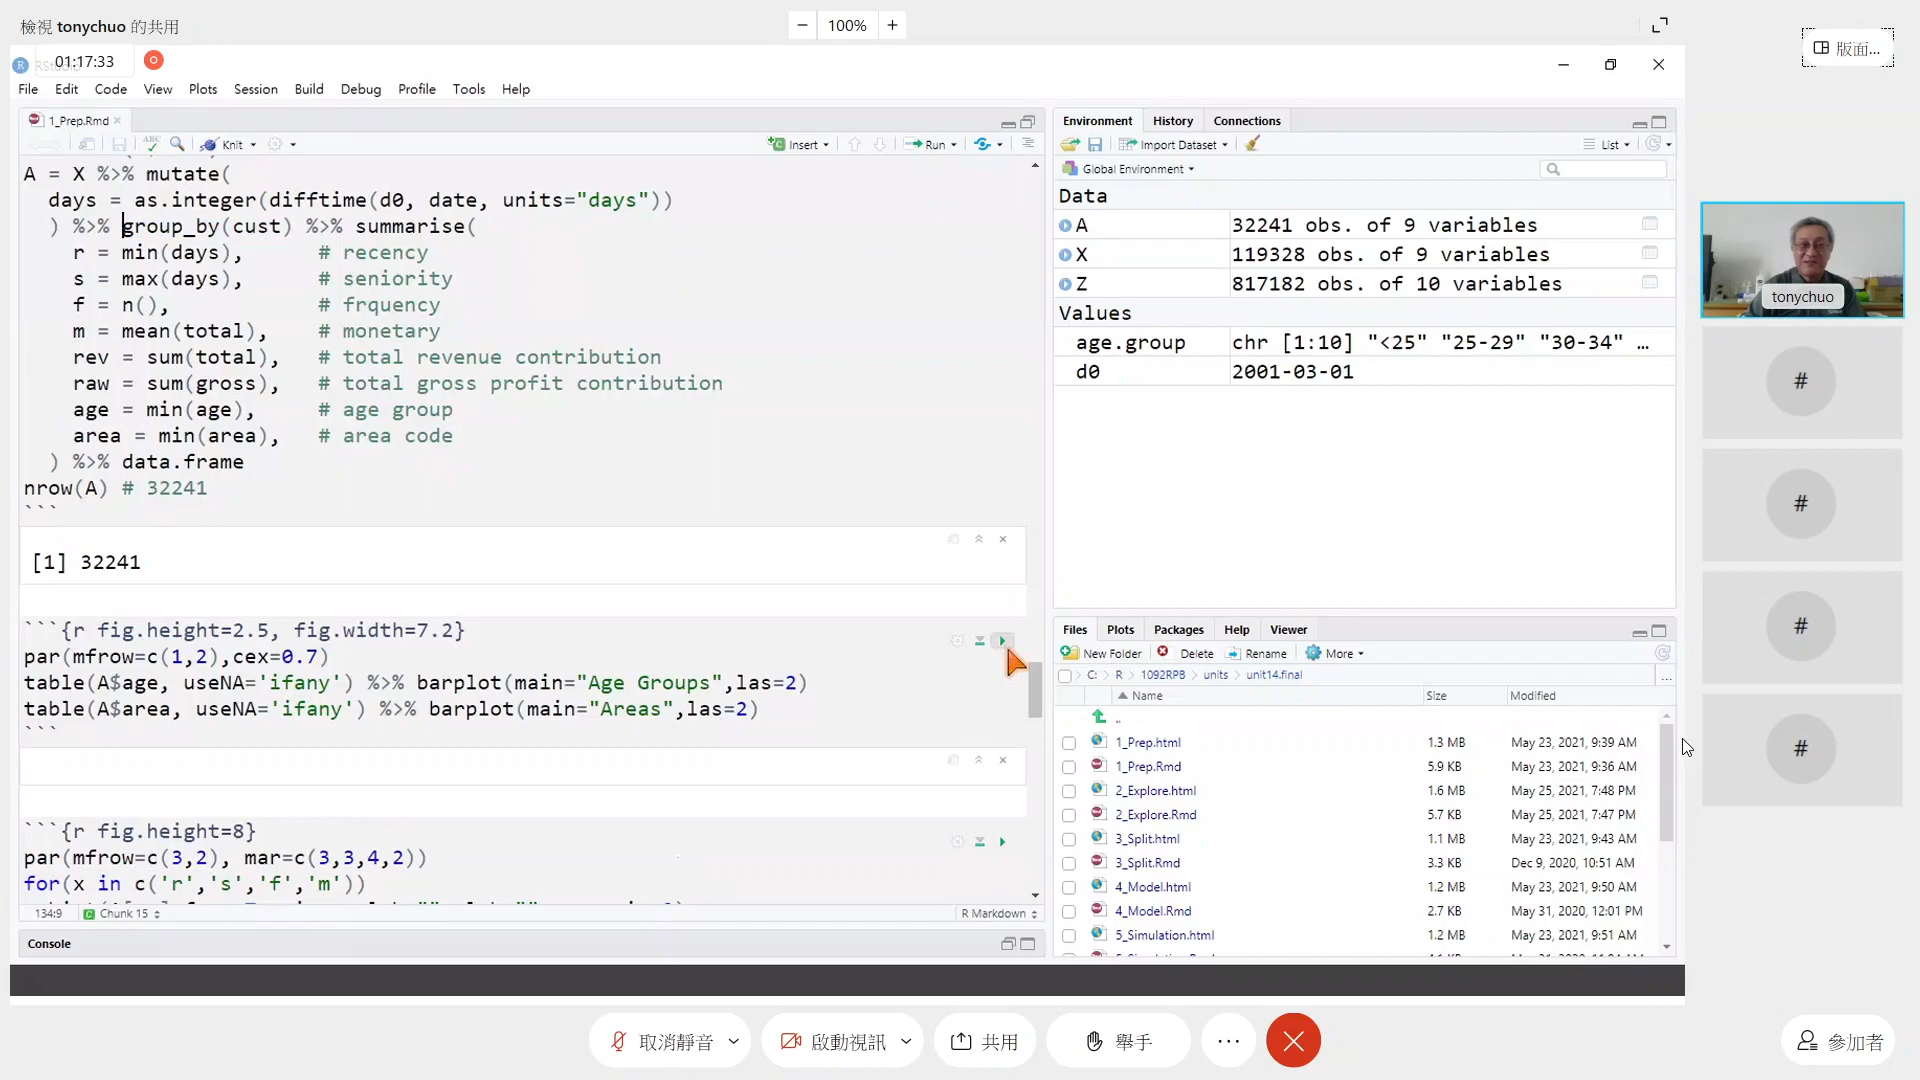 檢視 tonychuo 的共用
100%
版面...
01:17:33
File Edit Code View Plots Session Build Debug Profile Tools Help
1_Prep.Rmd
Knit
Insert
Run
A = X %>% mutate(
days = as.integer(difftime(d0, date, units="days"))
) %>% group_by(cust) %>% summarise(
r = min(days), # recency
s = max(days), # seniority
f = n(), # frquency
m = mean(total), # monetary
rev = sum(total), # total revenue contribution
raw = sum(gross), # total gross profit contribution
age = min(age), # age group
area = min(area), # area code
) %>% data.frame
nrow(A) # 32241
```
[1] 32241
```{r fig.height=2.5, fig.width=7.2}
par(mfrow=c(1,2),cex=0.7)
table(A$age, useNA='ifany') %>% barplot(main="Age Groups",las=2)
table(A$area, useNA='ifany') %>% barplot(main="Areas",las=2)
```
```{r fig.height=8}
par(mfrow=c(3,2), mar=c(3,3,4,2))
for(x in c('r','s','f','m'))
134:9 Chunk 15 R Markdown
Console
Environment History Connections
Import Dataset List
Global Environment
Data
A 32241 obs. of 9 variables
X 119328 obs. of 9 variables
Z 817182 obs. of 10 variables
Values
age.group chr [1:10] "<25" "25-29" "30-34" …
d0 2001-03-01
Files Plots Packages Help Viewer
New Folder Delete Rename More
C: R 1092RPB units unit14.final ...
Name Size Modified
..
1_Prep.html 1.3 MB May 23, 2021, 9:39 AM
1_Prep.Rmd 5.9 KB May 23, 2021, 9:36 AM
2_Explore.html 1.6 MB May 25, 2021, 7:48 PM
2_Explore.Rmd 5.7 KB May 25, 2021, 7:47 PM
3_Split.html 1.1 MB May 23, 2021, 9:43 AM
3_Split.Rmd 3.3 KB Dec 9, 2020, 10:51 AM
4_Model.html 1.2 MB May 23, 2021, 9:50 AM
4_Model.Rmd 2.7 KB May 31, 2020, 12:01 PM
5_Simulation.html 1.2 MB May 23, 2021, 9:51 AM
tonychuo
#
#
#
#
取消靜音 啟動視訊 共用 舉手 ... 參加者